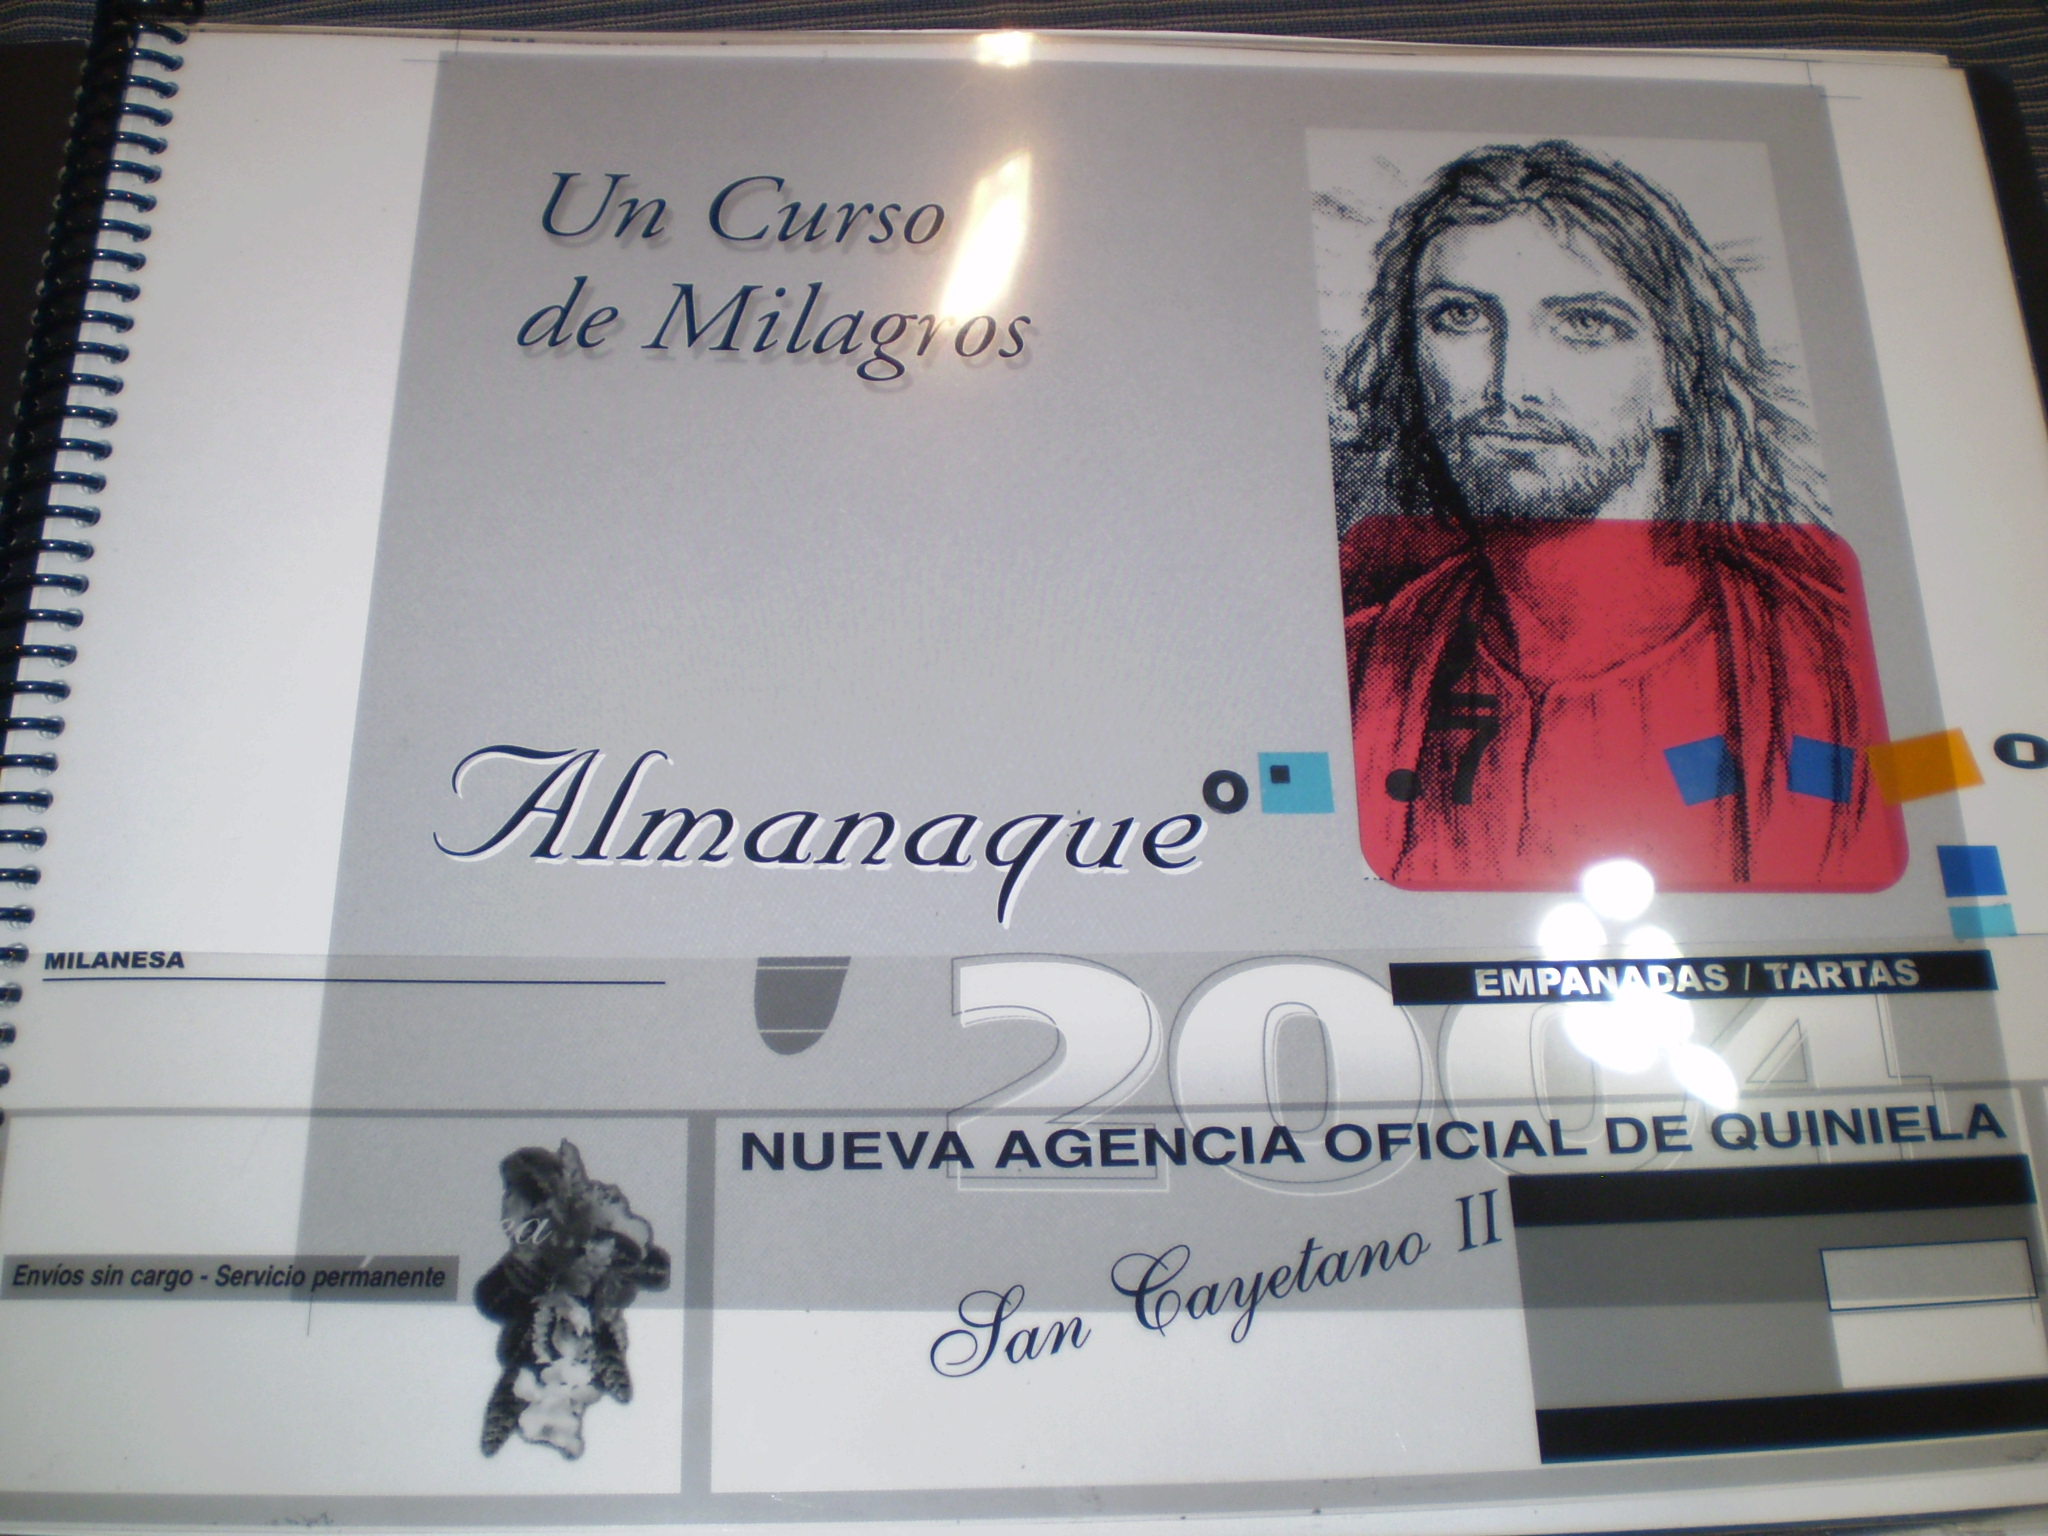 Un Curso
de Milagros
Almanaque
MILANESA
2004
EMPANADAS / TARTAS
NUEVA AGENCIA OFICIAL DE QUINIELA
San Cayetano II
Envíos sin cargo - Servicio permanente